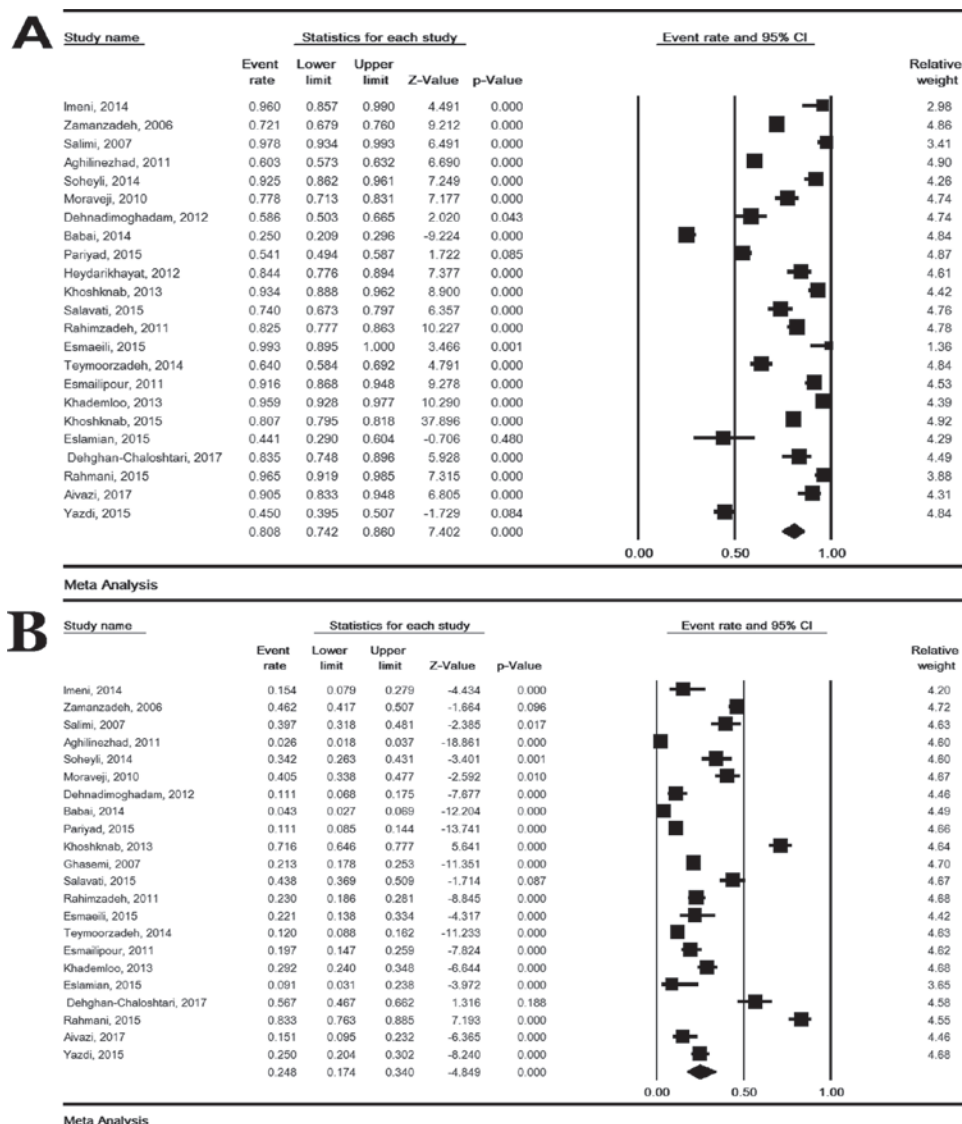 A
Study name Statistics for each study Event rate and 95% CI
Event rate Lower limit Upper limit Z-Value p-Value Relative weight
Imeni, 2014 0.960 0.857 0.990 4.491 0.000 2.98
Zamanzadeh, 2006 0.721 0.679 0.760 9.212 0.000 4.86
Salimi, 2007 0.978 0.934 0.993 6.491 0.000 3.41
Aghilinezhad, 2011 0.603 0.573 0.632 6.690 0.000 4.90
Soheyli, 2014 0.925 0.862 0.961 7.249 0.000 4.26
Moraveji, 2010 0.778 0.713 0.831 7.177 0.000 4.74
Dehnadimoghadam, 2012 0.586 0.503 0.665 2.020 0.043 4.74
Babai, 2014 0.250 0.209 0.296 -9.224 0.000 4.84
Pariyad, 2015 0.541 0.494 0.587 1.722 0.085 4.87
Heydarikhayat, 2012 0.844 0.776 0.894 7.377 0.000 4.61
Khoshknab, 2013 0.934 0.888 0.962 8.900 0.000 4.42
Salavati, 2015 0.740 0.673 0.797 6.357 0.000 4.76
Rahimzadeh, 2011 0.825 0.777 0.863 10.227 0.000 4.78
Esmaeili, 2015 0.993 0.895 1.000 3.466 0.001 1.36
Teymoorzadeh, 2014 0.640 0.584 0.692 4.791 0.000 4.84
Esmailipour, 2011 0.916 0.868 0.948 9.278 0.000 4.53
Khademloo, 2013 0.959 0.928 0.977 10.290 0.000 4.39
Khoshknab, 2015 0.807 0.795 0.818 37.896 0.000 4.92
Eslamian, 2015 0.441 0.290 0.604 -0.706 0.480 4.29
Dehghan-Chaloshtari, 2017 0.835 0.748 0.896 5.928 0.000 4.49
Rahmani, 2015 0.965 0.919 0.985 7.315 0.000 3.88
Aivazi, 2017 0.905 0.833 0.948 6.805 0.000 4.31
Yazdi, 2015 0.450 0.395 0.507 -1.729 0.084 4.84
0.808 0.742 0.860 7.402 0.000
0.00 0.50 1.00
Meta Analysis
B
Study name Statistics for each study Event rate and 95% CI
Event rate Lower limit Upper limit Z-Value p-Value Relative weight
Imeni, 2014 0.154 0.079 0.279 -4.434 0.000 4.20
Zamanzadeh, 2006 0.462 0.417 0.507 -1.664 0.096 4.72
Salimi, 2007 0.397 0.318 0.481 -2.385 0.017 4.63
Aghilinezhad, 2011 0.026 0.018 0.037 -18.861 0.000 4.60
Soheyli, 2014 0.342 0.263 0.431 -3.401 0.001 4.60
Moraveji, 2010 0.405 0.338 0.477 -2.592 0.010 4.67
Dehnadimoghadam, 2012 0.111 0.068 0.175 -7.677 0.000 4.46
Babai, 2014 0.043 0.027 0.069 -12.204 0.000 4.49
Pariyad, 2015 0.111 0.085 0.144 -13.741 0.000 4.66
Khoshknab, 2013 0.716 0.646 0.777 5.641 0.000 4.64
Ghasemi, 2007 0.213 0.178 0.253 -11.351 0.000 4.70
Salavati, 2015 0.438 0.369 0.509 -1.714 0.087 4.67
Rahimzadeh, 2011 0.230 0.186 0.281 -8.845 0.000 4.68
Esmaeili, 2015 0.221 0.138 0.334 -4.317 0.000 4.42
Teymoorzadeh, 2014 0.120 0.088 0.162 -11.233 0.000 4.63
Esmailipour, 2011 0.197 0.147 0.259 -7.824 0.000 4.62
Khademloo, 2013 0.292 0.240 0.348 -6.644 0.000 4.68
Eslamian, 2015 0.091 0.031 0.238 -3.972 0.000 3.65
Dehghan-Chaloshtari, 2017 0.567 0.467 0.662 1.316 0.188 4.58
Rahmani, 2015 0.833 0.763 0.885 7.193 0.000 4.55
Aivazi, 2017 0.151 0.095 0.232 -6.365 0.000 4.46
Yazdi, 2015 0.250 0.204 0.302 -8.240 0.000 4.68
0.248 0.174 0.340 -4.849 0.000
0.00 0.50 1.00
Meta Analysis